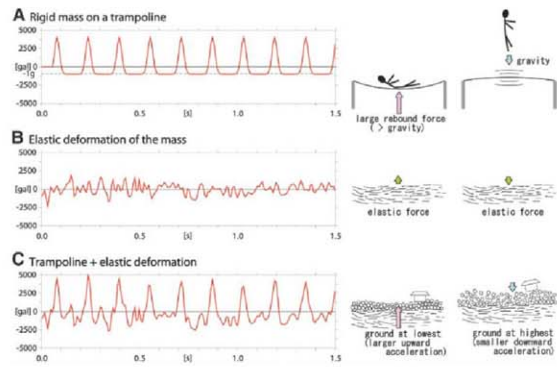 A Rigid mass on a trampoline
5000
2500
[gal] 0
-1g
-2500
5000
0.0 0.5 [s] 1.0 1.5
large rebound force
( > gravity)
gravity
B Elastic deformation of the mass
5000
2500
[gal] 0
-2500
5000
0.0 0.5 [s] 1.0 1.5
elastic force
elastic force
C Trampoline + elastic deformation
5000
2500
[gal] 0
-2500
5000
0.0 0.5 [s] 1.0 1.5
ground at lowest
(larger upward
acceleration)
ground at highest
(smaller downward
acceleration)